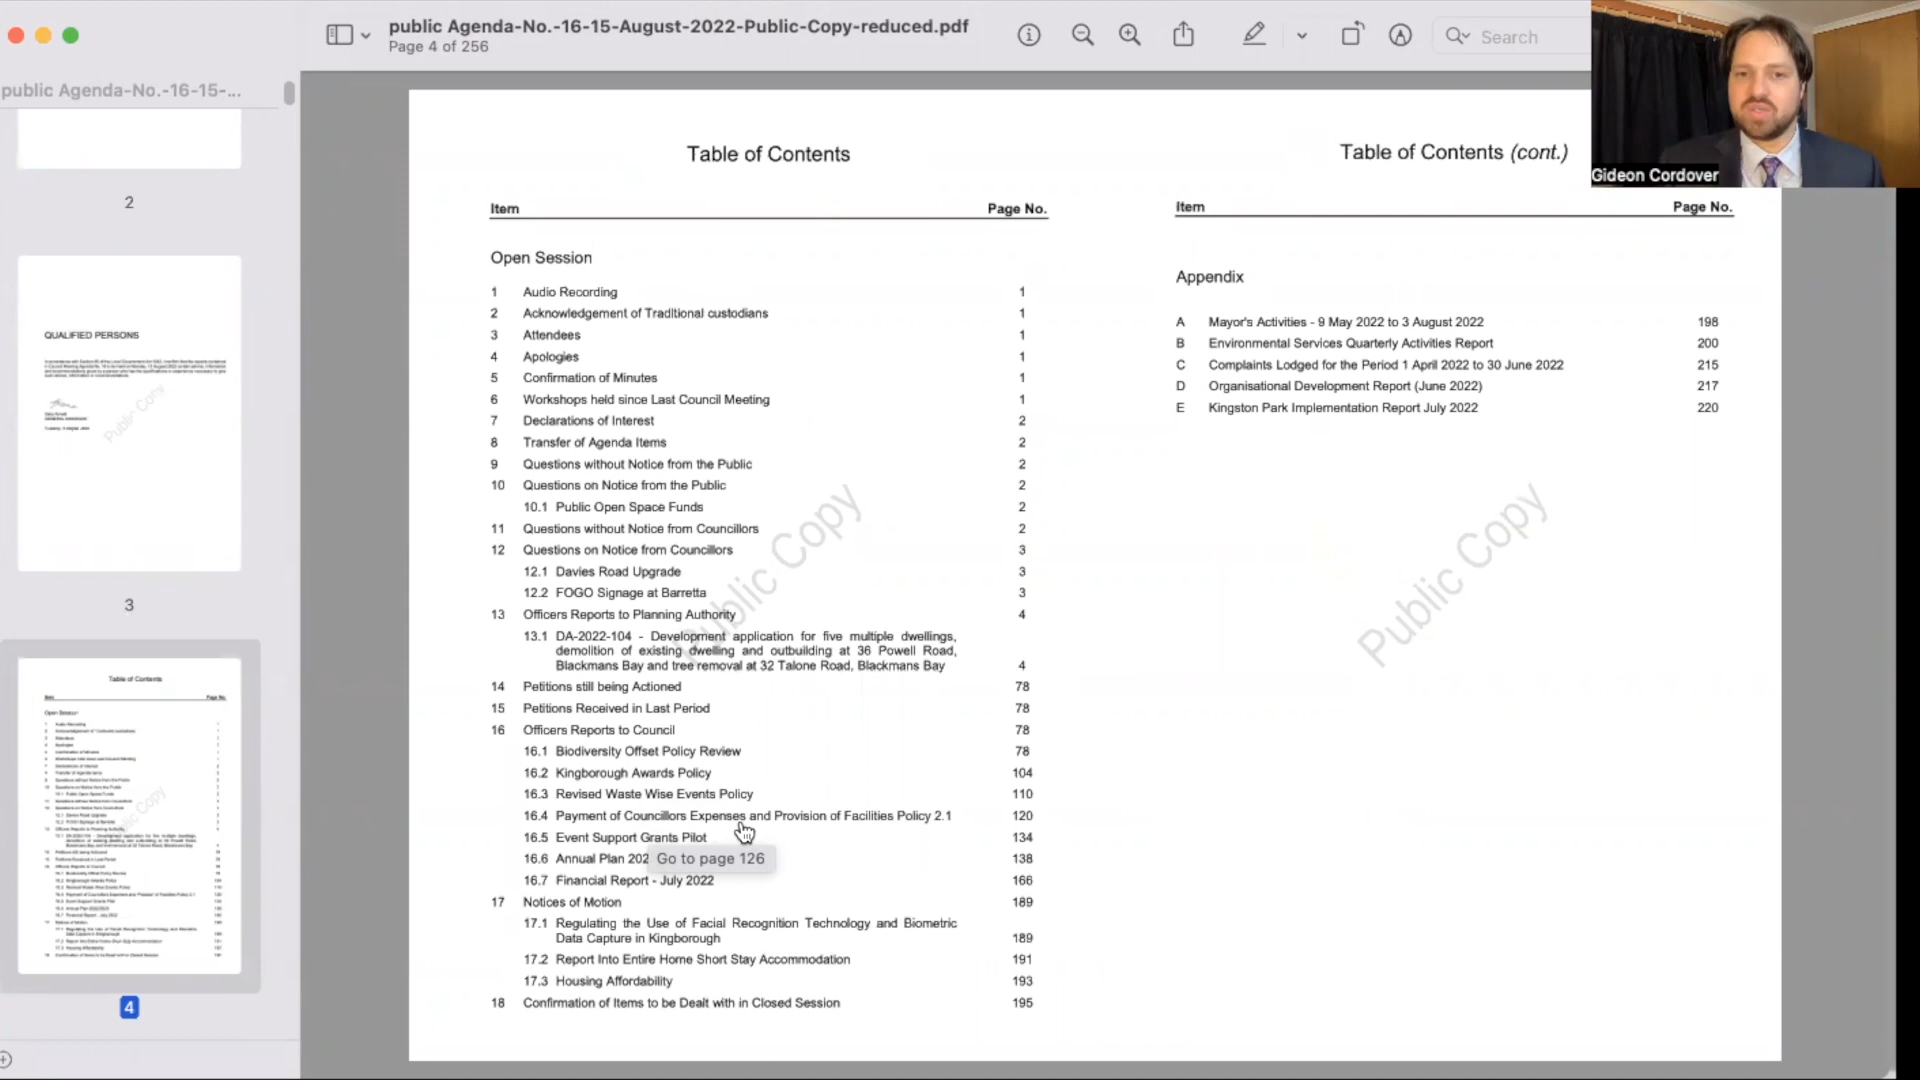 public Agenda-No.-16-15-August-2022-Public-Copy-reduced.pdf
Page 4 of 256
Search
public Agenda-No.-16-15-...
2
QUALIFIED PERSONS
Public Copy
3
Table of Contents
4
Gideon Cordover
Table of Contents
Item Page No.
Open Session
1 Audio Recording 1
2 Acknowledgement of Traditional custodians 1
3 Attendees 1
4 Apologies 1
5 Confirmation of Minutes 1
6 Workshops held since Last Council Meeting 1
7 Declarations of Interest 2
8 Transfer of Agenda Items 2
9 Questions without Notice from the Public 2
10 Questions on Notice from the Public 2
10.1 Public Open Space Funds 2
11 Questions without Notice from Councillors 2
12 Questions on Notice from Councillors 3
12.1 Davies Road Upgrade 3
12.2 FOGO Signage at Barretta 3
13 Officers Reports to Planning Authority 4
13.1 DA-2022-104 - Development application for five multiple dwellings,
demolition of existing dwelling and outbuilding at 36 Powell Road,
Blackmans Bay and tree removal at 32 Talone Road, Blackmans Bay 4
14 Petitions still being Actioned 78
15 Petitions Received in Last Period 78
16 Officers Reports to Council 78
16.1 Biodiversity Offset Policy Review 78
16.2 Kingborough Awards Policy 104
16.3 Revised Waste Wise Events Policy 110
16.4 Payment of Councillors Expenses and Provision of Facilities Policy 2.1 120
16.5 Event Support Grants Pilot 134
16.6 Annual Plan 202 138
Go to page 126
16.7 Financial Report - July 2022 166
17 Notices of Motion 189
17.1 Regulating the Use of Facial Recognition Technology and Biometric
Data Capture in Kingborough 189
17.2 Report Into Entire Home Short Stay Accommodation 191
17.3 Housing Affordability 193
18 Confirmation of Items to be Dealt with in Closed Session 195
Public Copy
Table of Contents (cont.)
Item Page No.
Appendix
A Mayor's Activities - 9 May 2022 to 3 August 2022 198
B Environmental Services Quarterly Activities Report 200
C Complaints Lodged for the Period 1 April 2022 to 30 June 2022 215
D Organisational Development Report (June 2022) 217
E Kingston Park Implementation Report July 2022 220
Public Copy